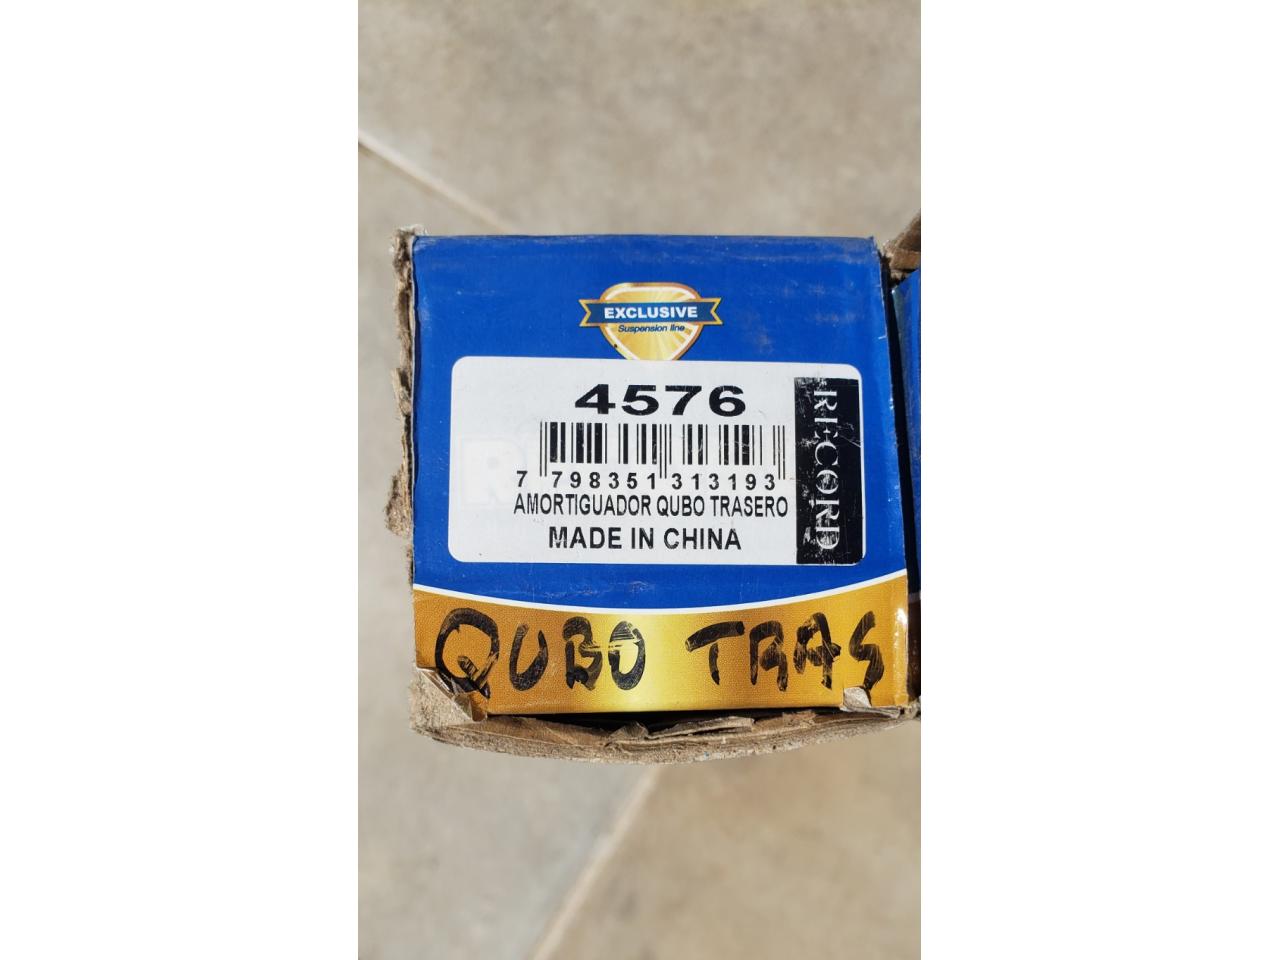 EXCLUSIVE
Suspension line
4576
RECORD
7 798351 313193
AMORTIGUADOR QUBO TRASERO
MADE IN CHINA
QUBO TRAS